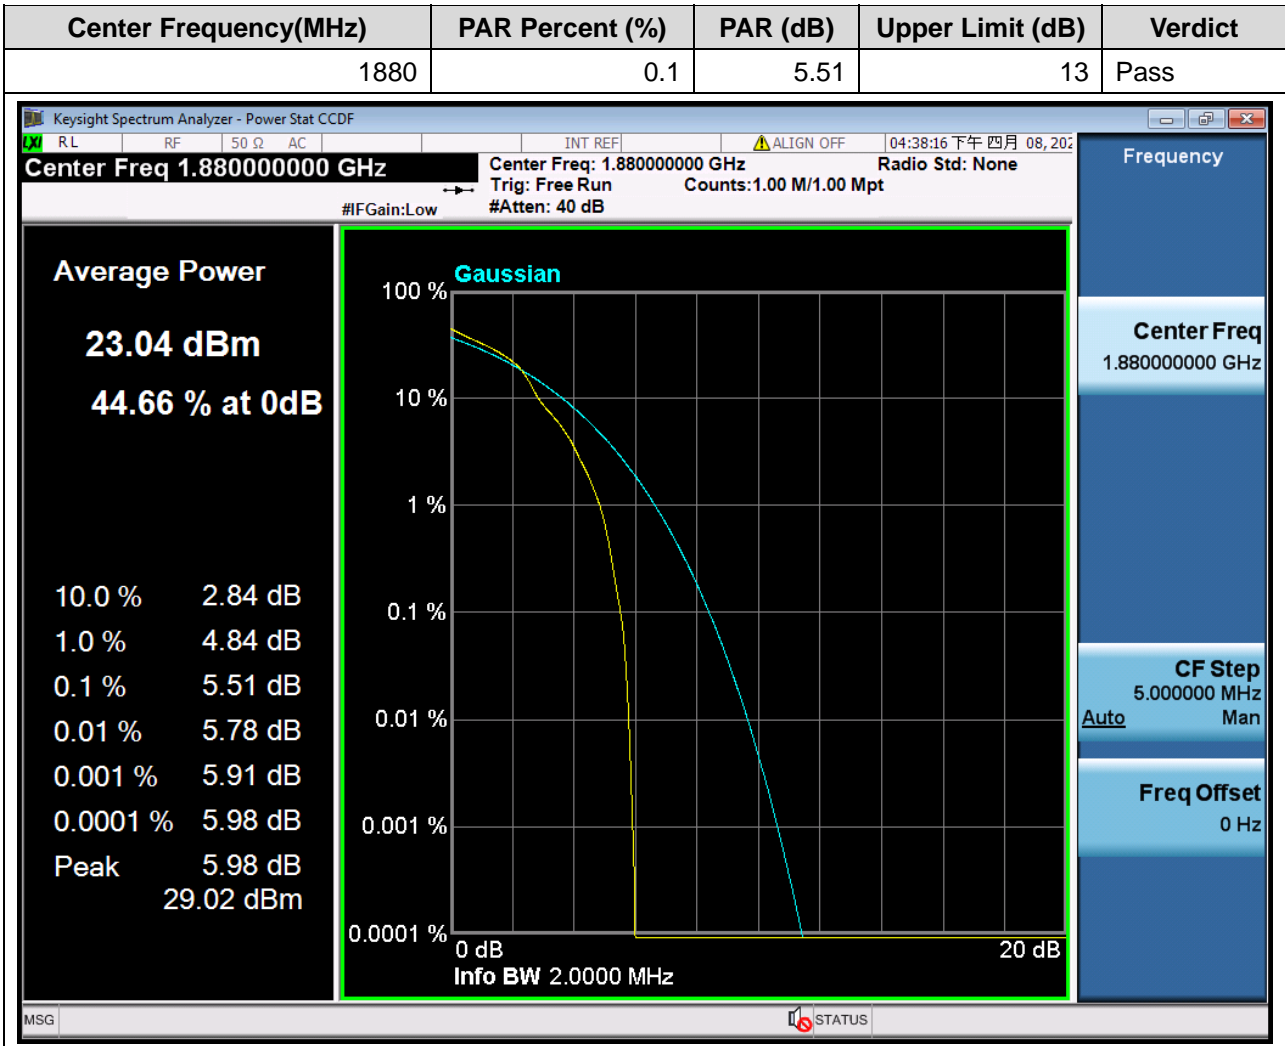 Center Frequency(MHz) PAR Percent (%) PAR (dB) Upper Limit (dB) Verdict
1880 0.1 5.51 13 Pass
Keysight Spectrum Analyzer - Power Stat CCDF
LXI RL RF 50 Ω AC INT REF ALIGN OFF 04:38:16 下午 四月 08, 202
Center Freq 1.880000000 GHz
Center Freq: 1.880000000 GHz Radio Std: None
Trig: Free Run Counts:1.00 M/1.00 Mpt
#IFGain:Low #Atten: 40 dB
Average Power
23.04 dBm
44.66 % at 0dB
10.0 % 2.84 dB
1.0 % 4.84 dB
0.1 % 5.51 dB
0.01 % 5.78 dB
0.001 % 5.91 dB
0.0001 % 5.98 dB
Peak 5.98 dB
29.02 dBm
Gaussian
100 %
10 %
1 %
0.1 %
0.01 %
0.001 %
0.0001 %
0 dB 20 dB
Info BW 2.0000 MHz
Frequency
Center Freq
1.880000000 GHz
CF Step
5.000000 MHz
Auto Man
Freq Offset
0 Hz
MSG STATUS